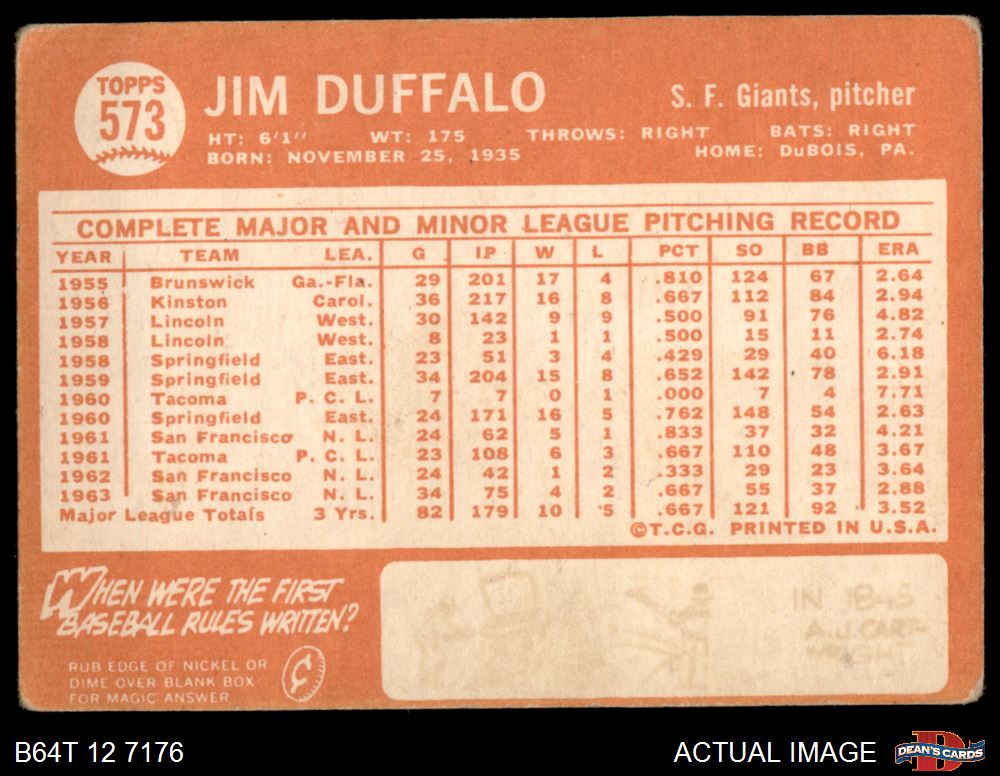 TOPPS
573
JIM DUFFALO
S. F. Giants, pitcher
HT: 6'1" WT: 175 THROWS: RIGHT BATS: RIGHT
BORN: NOVEMBER 25, 1935 HOME: DuBOIS, PA.
COMPLETE MAJOR AND MINOR LEAGUE PITCHING RECORD
YEAR TEAM LEA. G IP W L PCT SO BB ERA
1955 Brunswick Ga.-Fla. 29 201 17 4 .810 124 67 2.64
1956 Kinston Carol. 36 217 16 8 .667 112 84 2.94
1957 Lincoln West. 30 142 9 9 .500 91 76 4.82
1958 Lincoln West. 8 23 1 1 .500 15 11 2.74
1958 Springfield East. 23 51 3 4 .429 29 40 6.18
1959 Springfield East. 34 204 15 8 .652 142 78 2.91
1960 Tacoma P. C. L. 7 7 0 1 .000 7 4 7.71
1960 Springfield East. 24 171 16 5 .762 148 54 2.63
1961 San Francisco N. L. 24 62 5 1 .833 37 32 4.21
1961 Tacoma P. C. L. 23 108 6 3 .667 110 48 3.67
1962 San Francisco N. L. 24 42 1 2 .333 29 23 3.64
1963 San Francisco N. L. 34 75 4 2 .667 55 37 2.88
Major League Totals 3 Yrs. 82 179 10 5 .667 121 92 3.52
©T.C.G. PRINTED IN U.S.A.
WHEN WERE THE FIRST
BASEBALL RULES WRITTEN?
RUB EDGE OF NICKEL OR
DIME OVER BLANK BOX
FOR MAGIC ANSWER
¢
IN 1845
A.J. CART-
WRIGHT
B64T 12 7176
ACTUAL IMAGE
DEAN'S CARDS